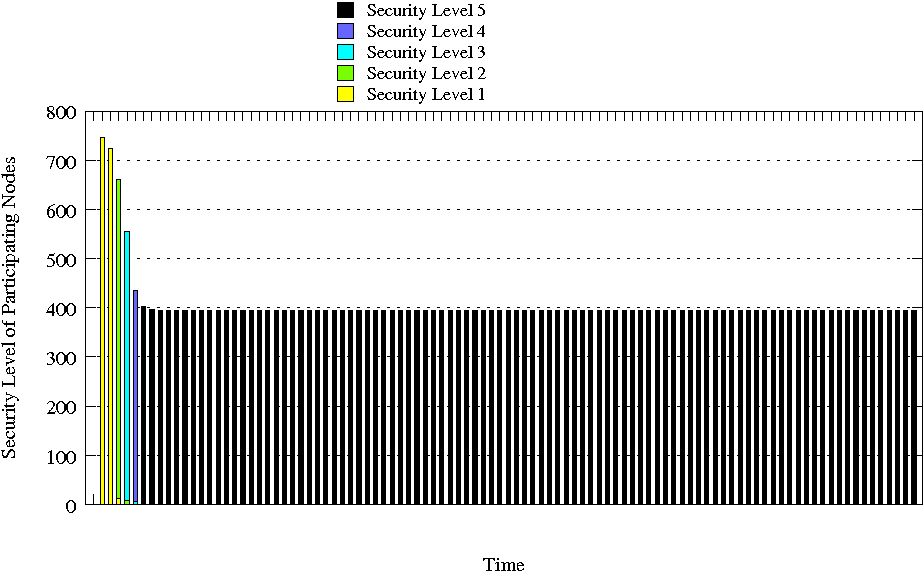 Security Level 5
Security Level 4
Security Level 3
Security Level 2
Security Level 1
800
700
600
500
400
300
200
100
0
Security Level of Participating Nodes
Time